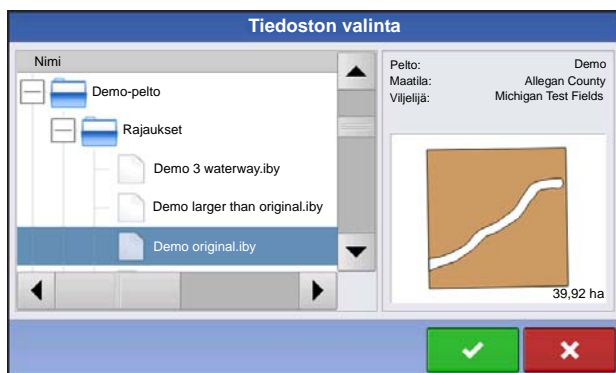 Tiedoston valinta
Nimi
Demo-pelto
Rajaukset
Demo 3 waterway.iby
Demo larger than original.iby
Demo original.iby
Pelto: Demo
Maatila: Allegan County
Viljelijä: Michigan Test Fields
39,92 ha